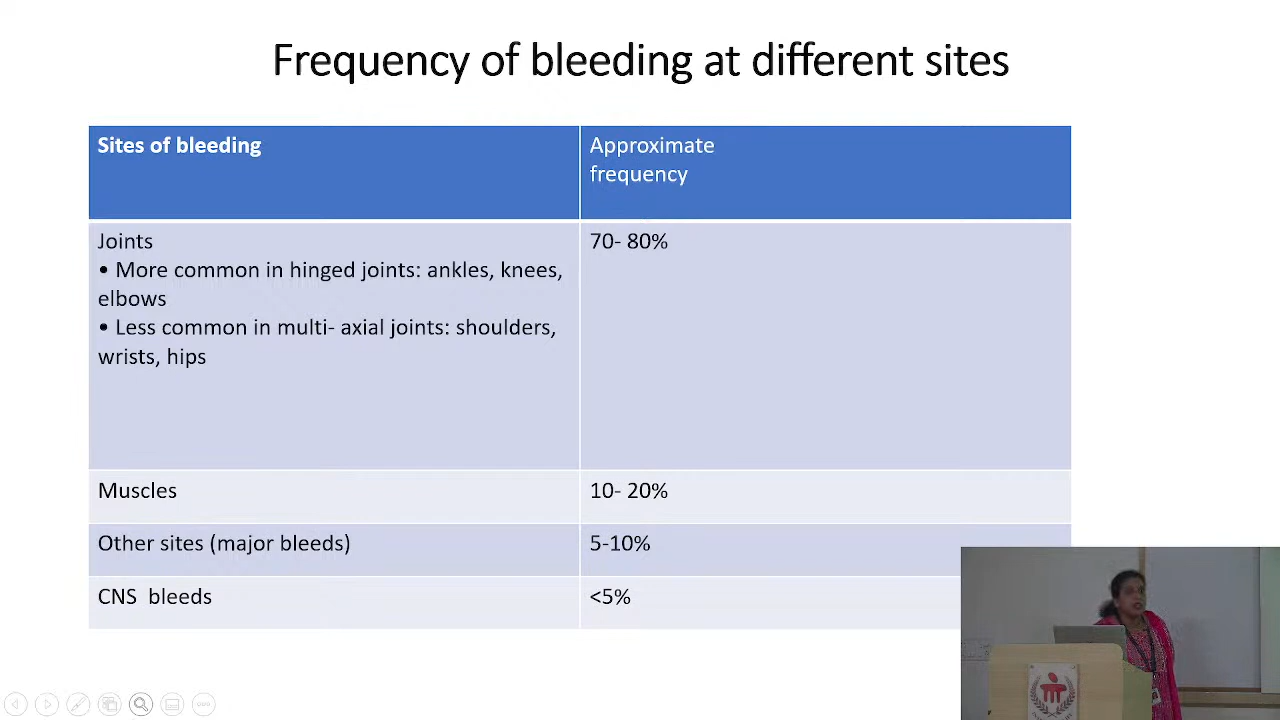 Frequency of bleeding at different sites
Sites of bleeding
Approximate
frequency
Joints
• More common in hinged joints: ankles, knees,
elbows
• Less common in multi- axial joints: shoulders,
wrists, hips
70- 80%
Muscles
10- 20%
Other sites (major bleeds)
5-10%
CNS  bleeds
<5%